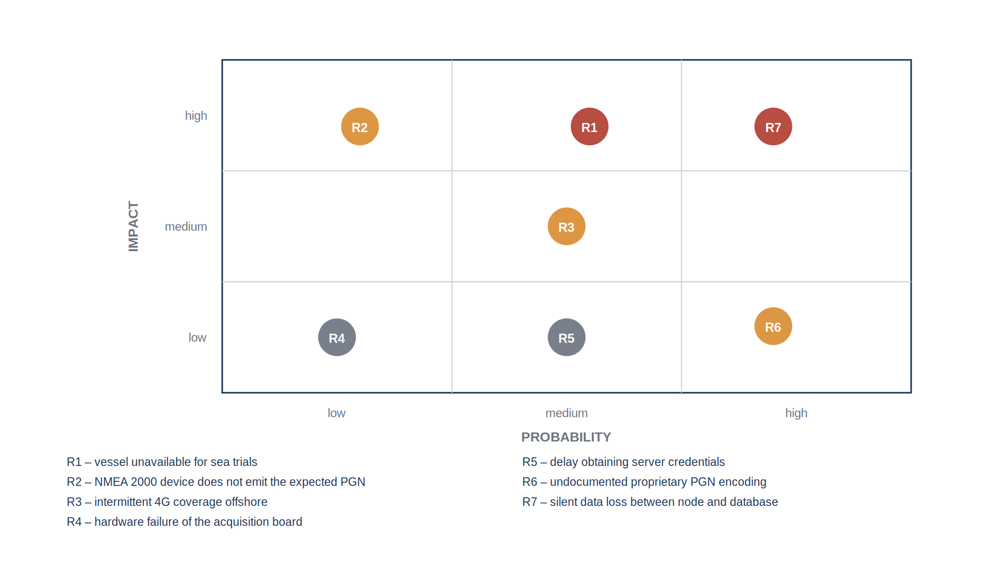 high
R2
R1
R7
IMPACT
medium
R3
low
R4
R5
R6
low
medium
high
PROBABILITY
R1 – vessel unavailable for sea trials
R2 – NMEA 2000 device does not emit the expected PGN
R3 – intermittent 4G coverage offshore
R4 – hardware failure of the acquisition board
R5 – delay obtaining server credentials
R6 – undocumented proprietary PGN encoding
R7 – silent data loss between node and database